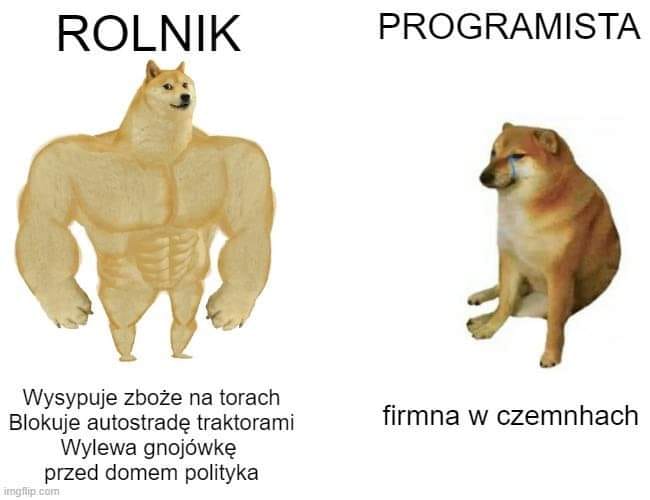 ROLNIK
PROGRAMISTA
Wysypuje zboże na torach
Blokuje autostradę traktorami
Wylewa gnojówkę
przed domem polityka
firmna w czemnhach
imgflip.com